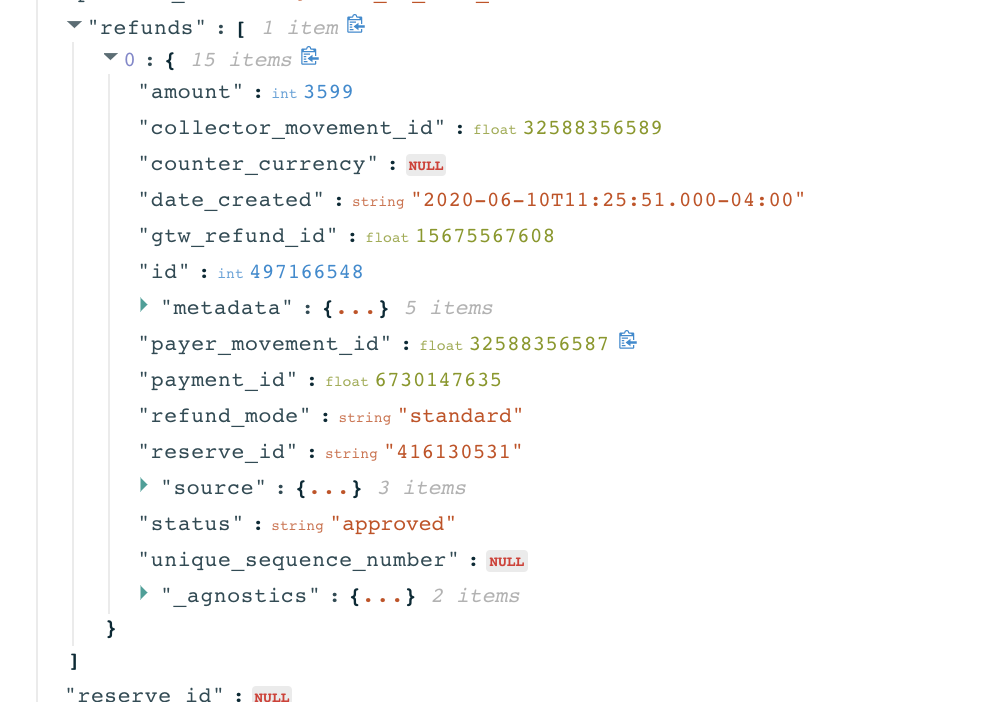 "refunds" : [ 1 item
0 : { 15 items
"amount" : int 3599
"collector_movement_id" : float 32588356589
"counter_currency" : NULL
"date_created" : string "2020-06-10T11:25:51.000-04:00"
"gtw_refund_id" : float 15675567608
"id" : int 497166548
"metadata" : {...} 5 items
"payer_movement_id" : float 32588356587
"payment_id" : float 6730147635
"refund_mode" : string "standard"
"reserve_id" : string "416130531"
"source" : {...} 3 items
"status" : string "approved"
"unique_sequence_number" : NULL
"_agnostics" : {...} 2 items
}
]
"reserve_id" : NULL